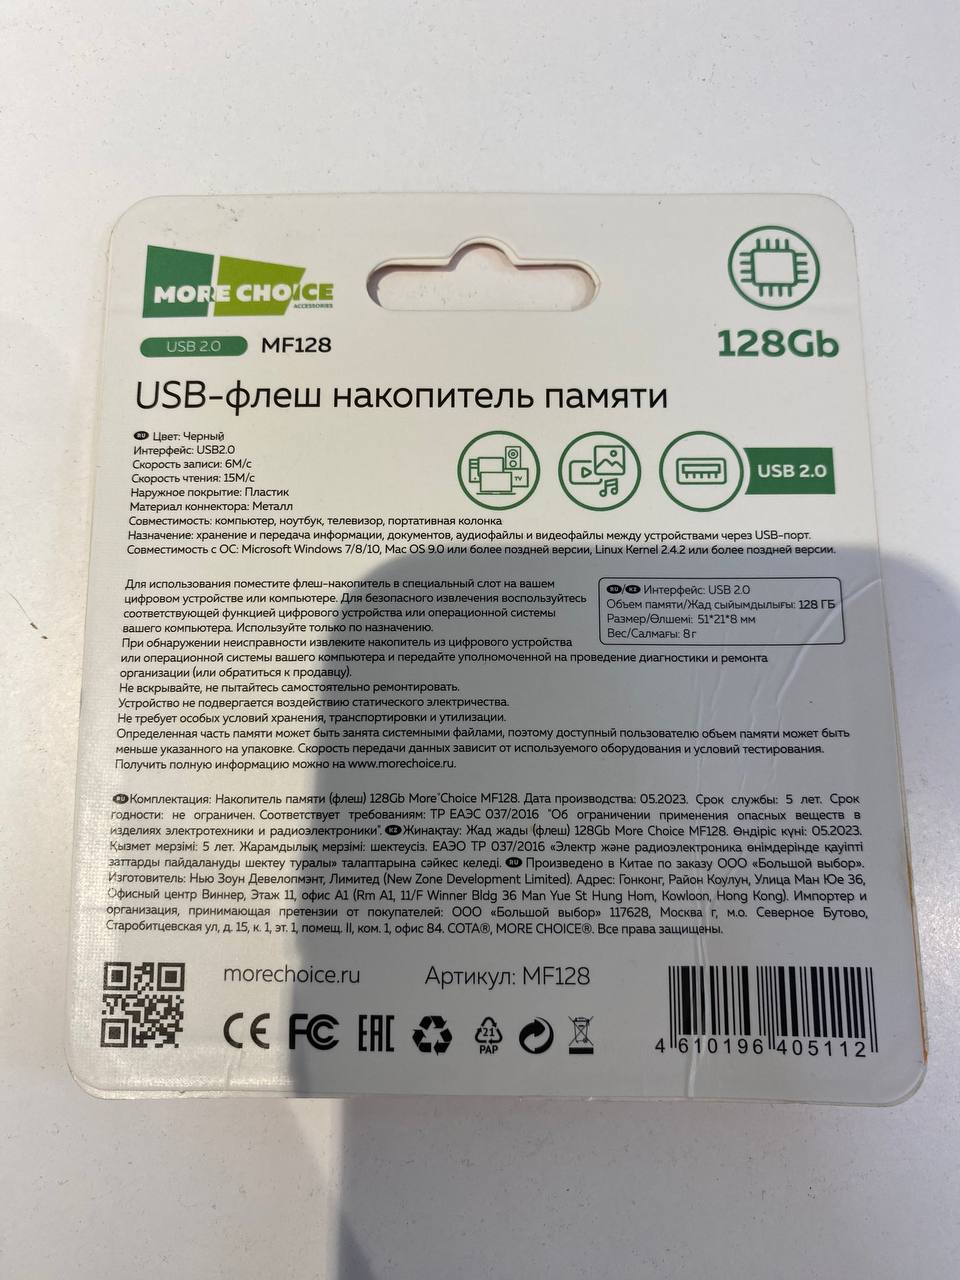 MORE CHOICE
ACCESSORIES
USB 2.0 MF128
128Gb
USB-флеш накопитель памяти
RU Цвет: Черный
Интерфейс: USB2.0
Скорость записи: 6М/с
Скорость чтения: 15М/с
Наружное покрытие: Пластик
Материал коннектора: Металл
TV
USB 2.0
Совместимость: компьютер, ноутбук, телевизор, портативная колонка
Назначение: хранение и передача информации, документов, аудиофайлы и видеофайлы между устройствами через USB-порт.
Совместимость с ОС: Microsoft Windows 7/8/10, Mac OS 9.0 или более поздней версии, Linux Kernel 2.4.2 или более поздней версии.
Для использования поместите флеш-накопитель в специальный слот на вашем
цифровом устройстве или компьютере. Для безопасного извлечения воспользуйтесь
соответствующей функцией цифрового устройства или операционной системы
вашего компьютера. Используйте только по назначению.
При обнаружении неисправности извлеките накопитель из цифрового устройства
или операционной системы вашего компьютера и передайте уполномоченной на проведение диагностики и ремонта
организации (или обратиться к продавцу).
Не вскрывайте, не пытайтесь самостоятельно ремонтировать.
Устройство не подвергается воздействию статического электричества.
Не требует особых условий хранения, транспортировки и утилизации.
Определенная часть памяти может быть занята системными файлами, поэтому доступный пользователю объем памяти может быть
меньше указанного на упаковке. Скорость передачи данных зависит от используемого оборудования и условий тестирования.
Получить полную информацию можно на www.morechoice.ru.
RU/KZ Интерфейс: USB 2.0
Объем памяти/Жад сыйымдылығы: 128 ГБ
Размер/Өлшемі: 51*21*8 мм
Вес/Салмағы: 8 г
RU Комплектация: Накопитель памяти (флеш) 128Gb More Choice MF128. Дата производства: 05.2023. Срок службы: 5 лет. Срок
годности: не ограничен. Соответствует требованиям: ТР ЕАЭС 037/2016 "Об ограничении применения опасных веществ в
изделиях электротехники и радиоэлектроники". KZ Жинақтау: Жад жады (флеш) 128Gb More Choice MF128. Өндіріс күні: 05.2023.
Қызмет мерзімі: 5 лет. Жарамдылық мерзімі: шектеусіз. ЕАЭО ТР 037/2016 «Электр және радиоэлектроника өнімдерінде қауіпті
заттарды пайдалануды шектеу туралы» талаптарына сәйкес келеді. RU Произведено в Китае по заказу ООО «Большой выбор».
Изготовитель: Нью Зоун Девелопмэнт, Лимитед (New Zone Development Limited). Адрес: Гонконг, Район Коулун, Улица Ман Юе 36,
Офисный центр Виннер, Этаж 11, офис А1 (Rm A1, 11/F Winner Bldg 36 Man Yue St Hung Hom, Kowloon, Hong Kong). Импортер и
организация, принимающая претензии от покупателей: ООО «Большой выбор» 117628, Москва г, м.о. Северное Бутово,
Старобитцевская ул, д. 15, к. 1, эт. 1, помещ. II, ком. 1, офис 84. COTA®, MORE CHOICE®. Все права защищены.
morechoice.ru Артикул: MF128
CE FC EAC 21 PAP
4 610196 405112